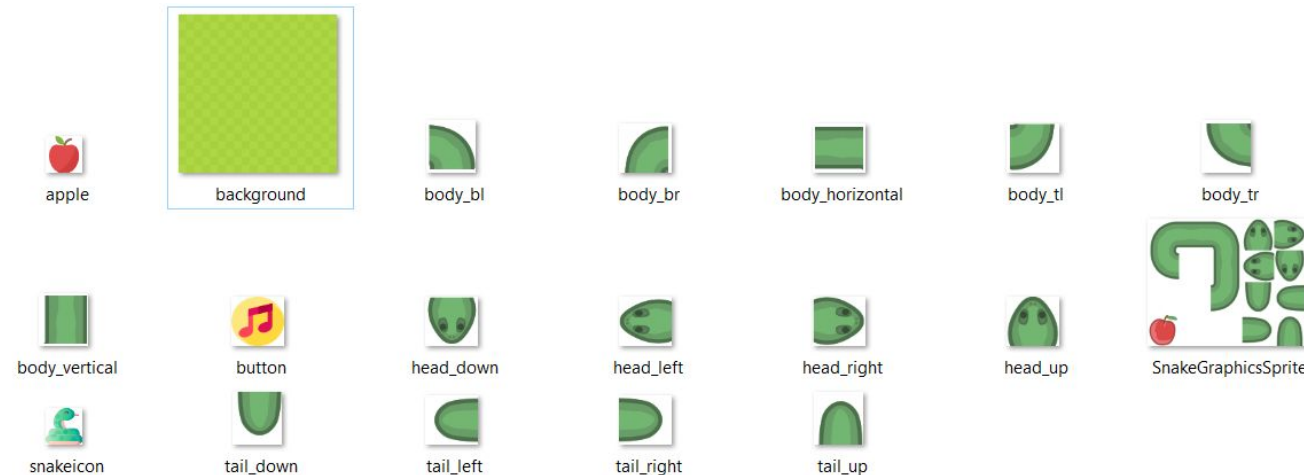 apple
background
body_bl
body_br
body_horizontal
body_tl
body_tr
body_vertical
button
head_down
head_left
head_right
head_up
SnakeGraphicsSprite
snakeicon
tail_down
tail_left
tail_right
tail_up